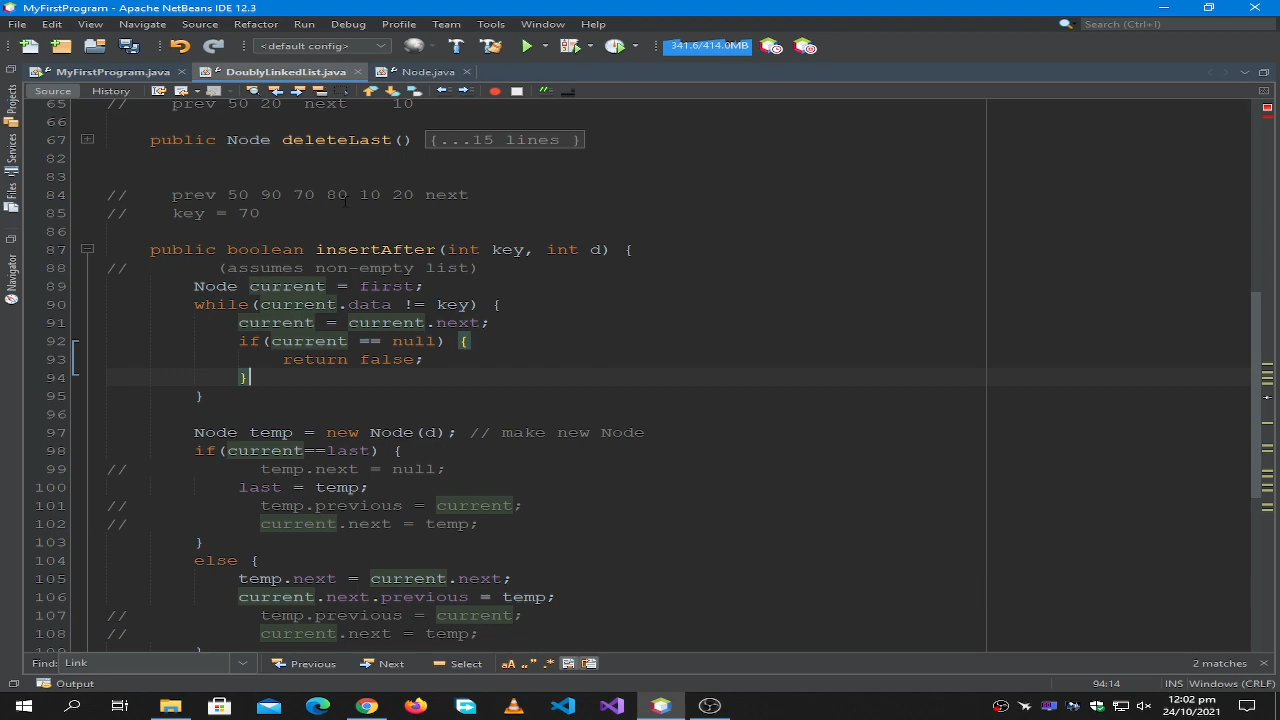 MyFirstProgram - Apache NetBeans IDE 12.3
File Edit View Navigate Source Refactor Run Debug Profile Team Tools Window Help
Search (Ctrl+I)
<default config>
341.6/414.0MB
MyFirstProgram.java DoublyLinkedList.java Node.java
Source History
Projects
Services
Files
Navigator
65 // prev 50 20 next 10
66
67 public Node deleteLast() {...15 lines }
82
83
84 // prev 50 90 70 80 10 20 next
85 // key = 70
86
87 public boolean insertAfter(int key, int d) {
88 // (assumes non-empty list)
89 Node current = first;
90 while(current.data != key) {
91 current = current.next;
92 if(current == null) {
93 return false;
94 }
95 }
96
97 Node temp = new Node(d); // make new Node
98 if(current==last) {
99 // temp.next = null;
100 last = temp;
101 // temp.previous = current;
102 // current.next = temp;
103 }
104 else {
105 temp.next = current.next;
106 current.next.previous = temp;
107 // temp.previous = current;
108 // current.next = temp;
109 }
Find: Link Previous Next Select 2 matches
Output 94:14 INS Windows (CRLF)
12:02 pm
24/10/2021